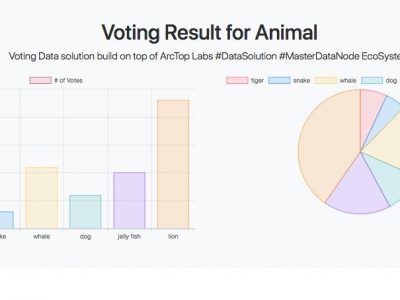 Voting Result for Animal
Voting Data solution build on top of ArcTop Labs #DataSolution #MasterDataNode EcoSyste
# of Votes
tiger snake whale dog
ke whale dog jelly fish lion